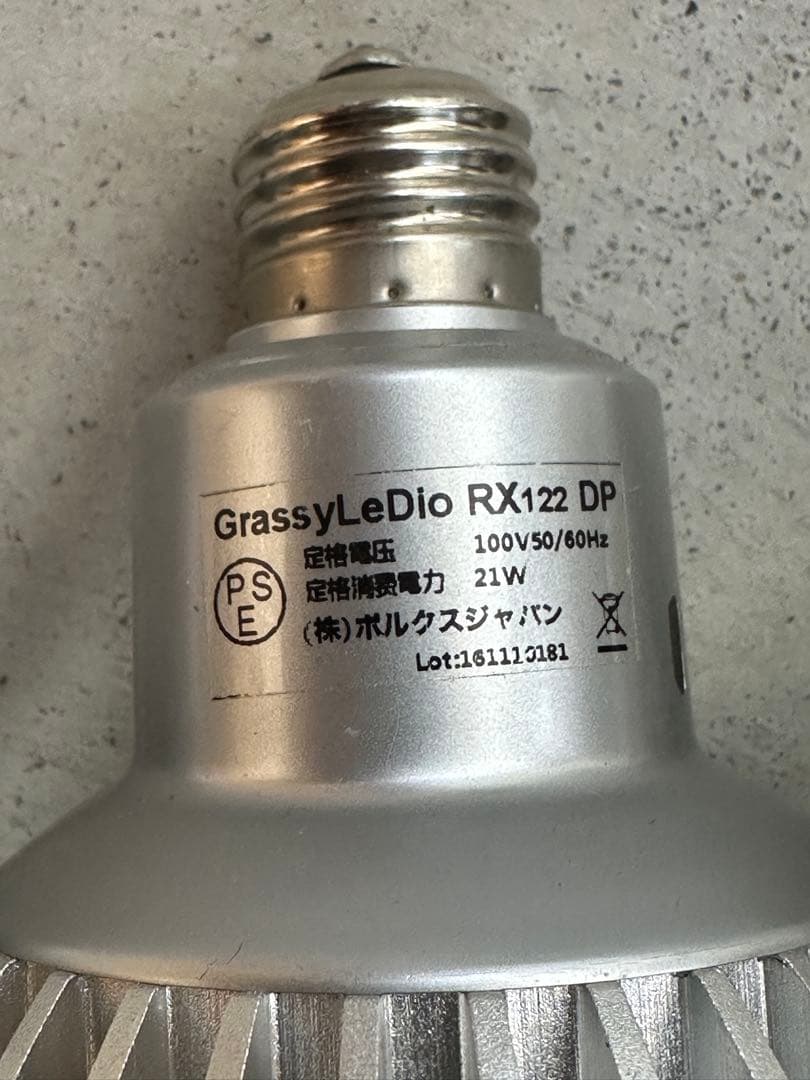 GrassyLeDio RX122 DP
定格電圧 100V50/60Hz
定格消費電力 21W
PSE
(株)ボルクスジャパン
Lot:161110181